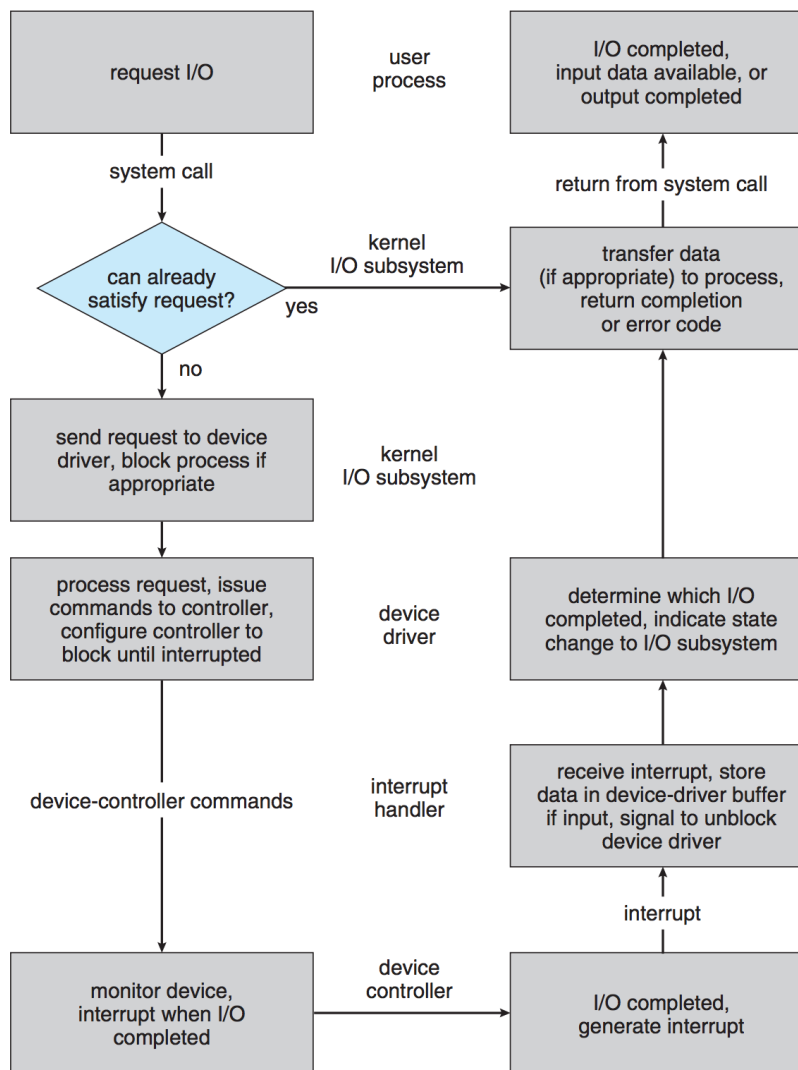 request I/O
user
process
I/O completed,
input data available, or
output completed
system call
return from system call
can already
satisfy request?
kernel
I/O subsystem
yes
transfer data
(if appropriate) to process,
return completion
or error code
no
send request to device
driver, block process if
appropriate
kernel
I/O subsystem
process request, issue
commands to controller,
configure controller to
block until interrupted
device
driver
determine which I/O
completed, indicate state
change to I/O subsystem
device-controller commands
interrupt
handler
receive interrupt, store
data in device-driver buffer
if input, signal to unblock
device driver
interrupt
monitor device,
interrupt when I/O
completed
device
controller
I/O completed,
generate interrupt